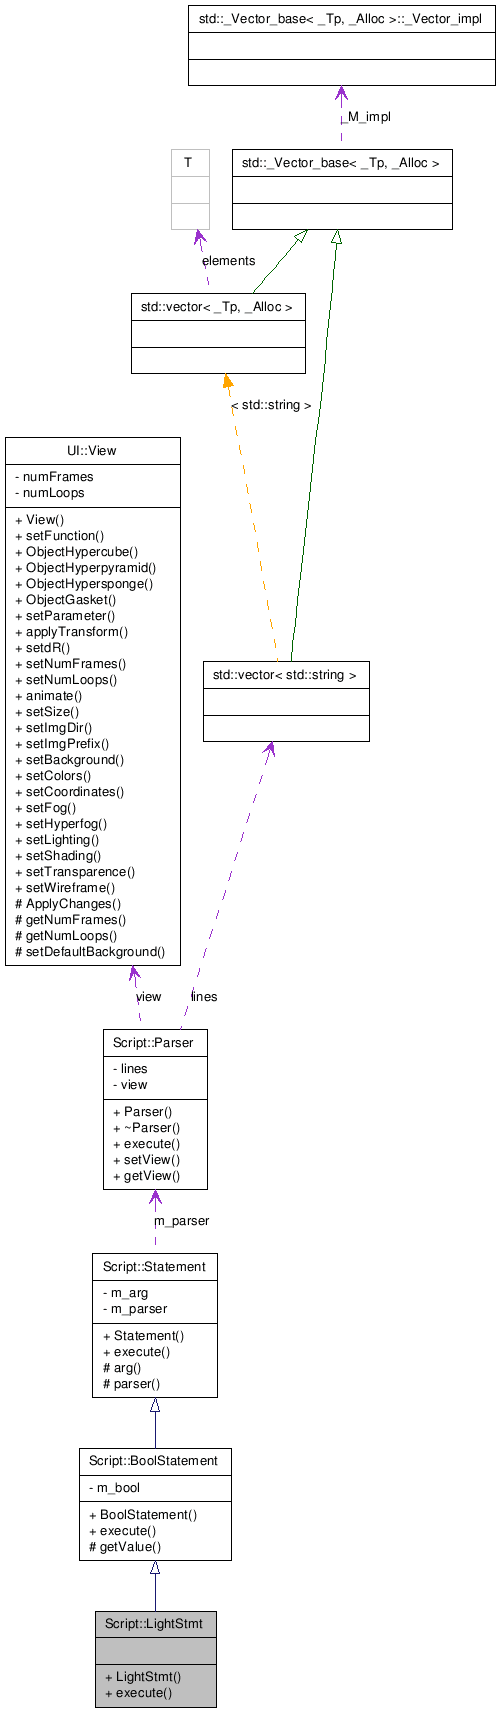 std::_Vector_base< _Tp, _Alloc >::_Vector_impl
_M_impl
T
std::_Vector_base< _Tp, _Alloc >
elements
std::vector< _Tp, _Alloc >
< std::string >
UI::View
- numFrames
- numLoops
+ View()
+ setFunction()
+ ObjectHypercube()
+ ObjectHyperpyramid()
+ ObjectHypersponge()
+ ObjectGasket()
+ setParameter()
+ applyTransform()
+ setdR()
+ setNumFrames()
+ setNumLoops()
+ animate()
+ setSize()
+ setImgDir()
+ setImgPrefix()
+ setBackground()
+ setColors()
+ setCoordinates()
+ setFog()
+ setHyperfog()
+ setLighting()
+ setShading()
+ setTransparence()
+ setWireframe()
# ApplyChanges()
# getNumFrames()
# getNumLoops()
# setDefaultBackground()
std::vector< std::string >
view
lines
Script::Parser
- lines
- view
+ Parser()
+ ~Parser()
+ execute()
+ setView()
+ getView()
m_parser
Script::Statement
- m_arg
- m_parser
+ Statement()
+ execute()
# arg()
# parser()
Script::BoolStatement
- m_bool
+ BoolStatement()
+ execute()
# getValue()
Script::LightStmt
+ LightStmt()
+ execute()